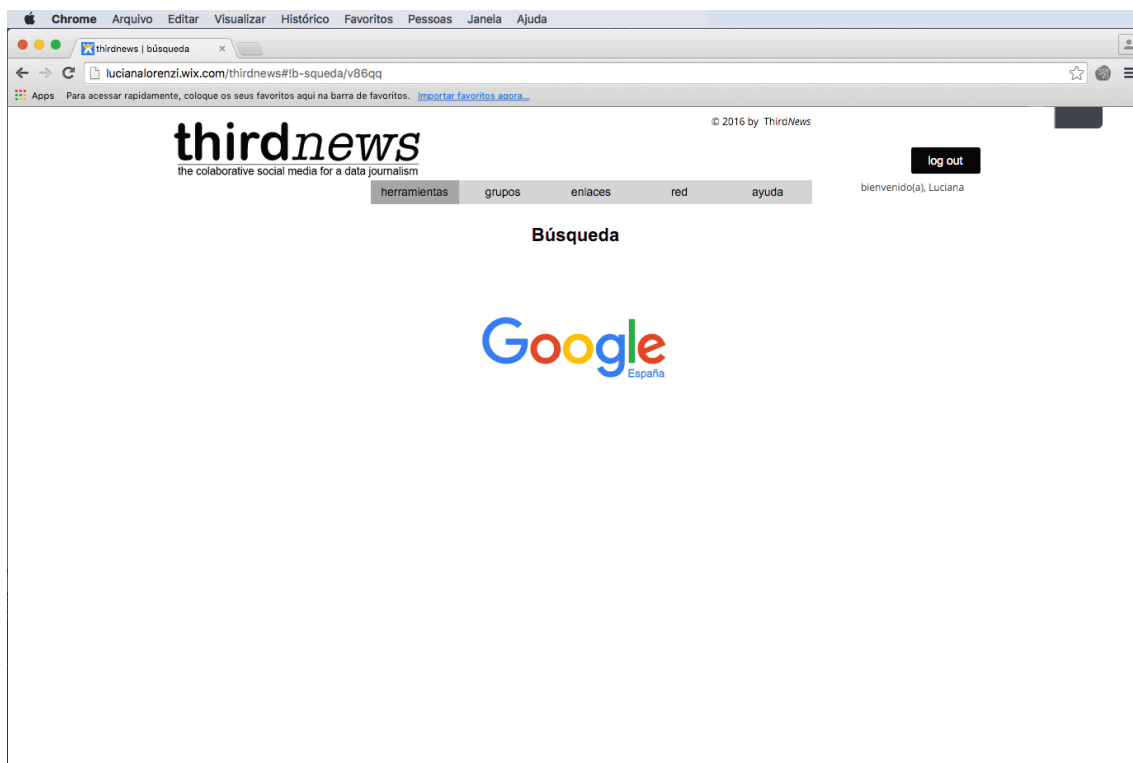 Chrome Arquivo Editar Visualizar Histórico Favoritos Pessoas Janela Ajuda
thirdnews | búsqueda
lucianalorenzi.wix.com/thirdnews#!b-squeda/v86qq
Apps Para acessar rapidamente, coloque os seus favoritos aqui na barra de favoritos. Importar favoritos agora...
© 2016 by ThirdNews
thirdnews
the colaborative social media for a data journalism
log out
herramientas grupos enlaces red ayuda
bienvenido(a), Luciana
Búsqueda
Google
España